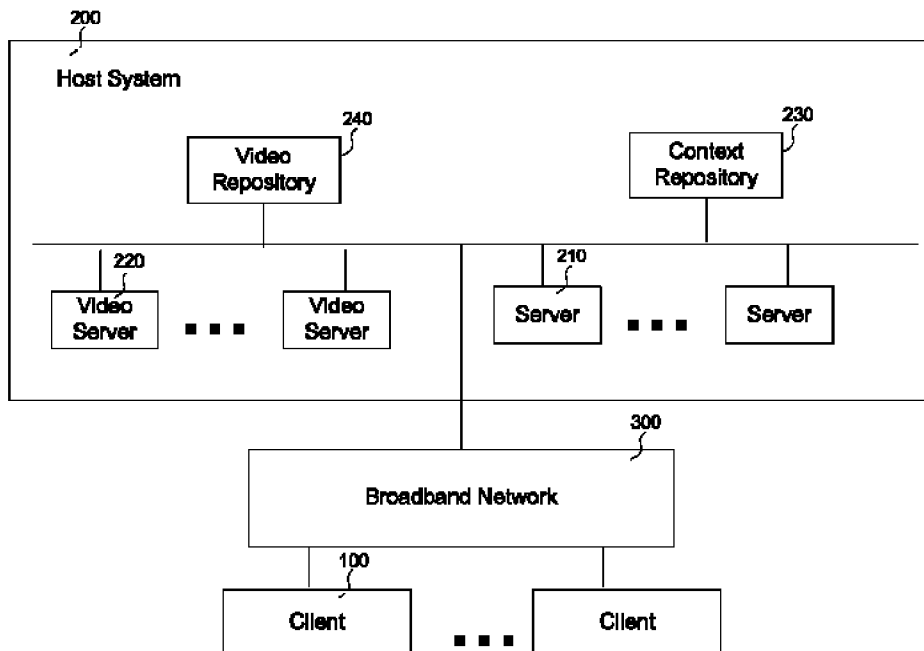 200
Host System
240
Video
Repository
230
Context
Repository
220
Video
Server
Video
Server
210
Server
Server
300
Broadband Network
100
Client
Client